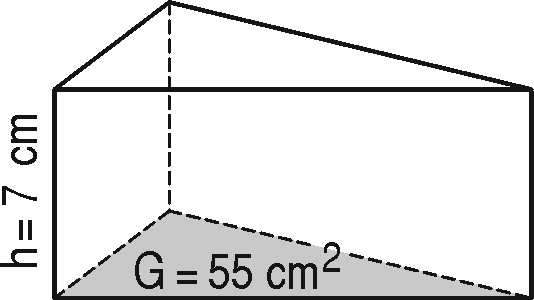 h = 7 cm
G = 55 cm²